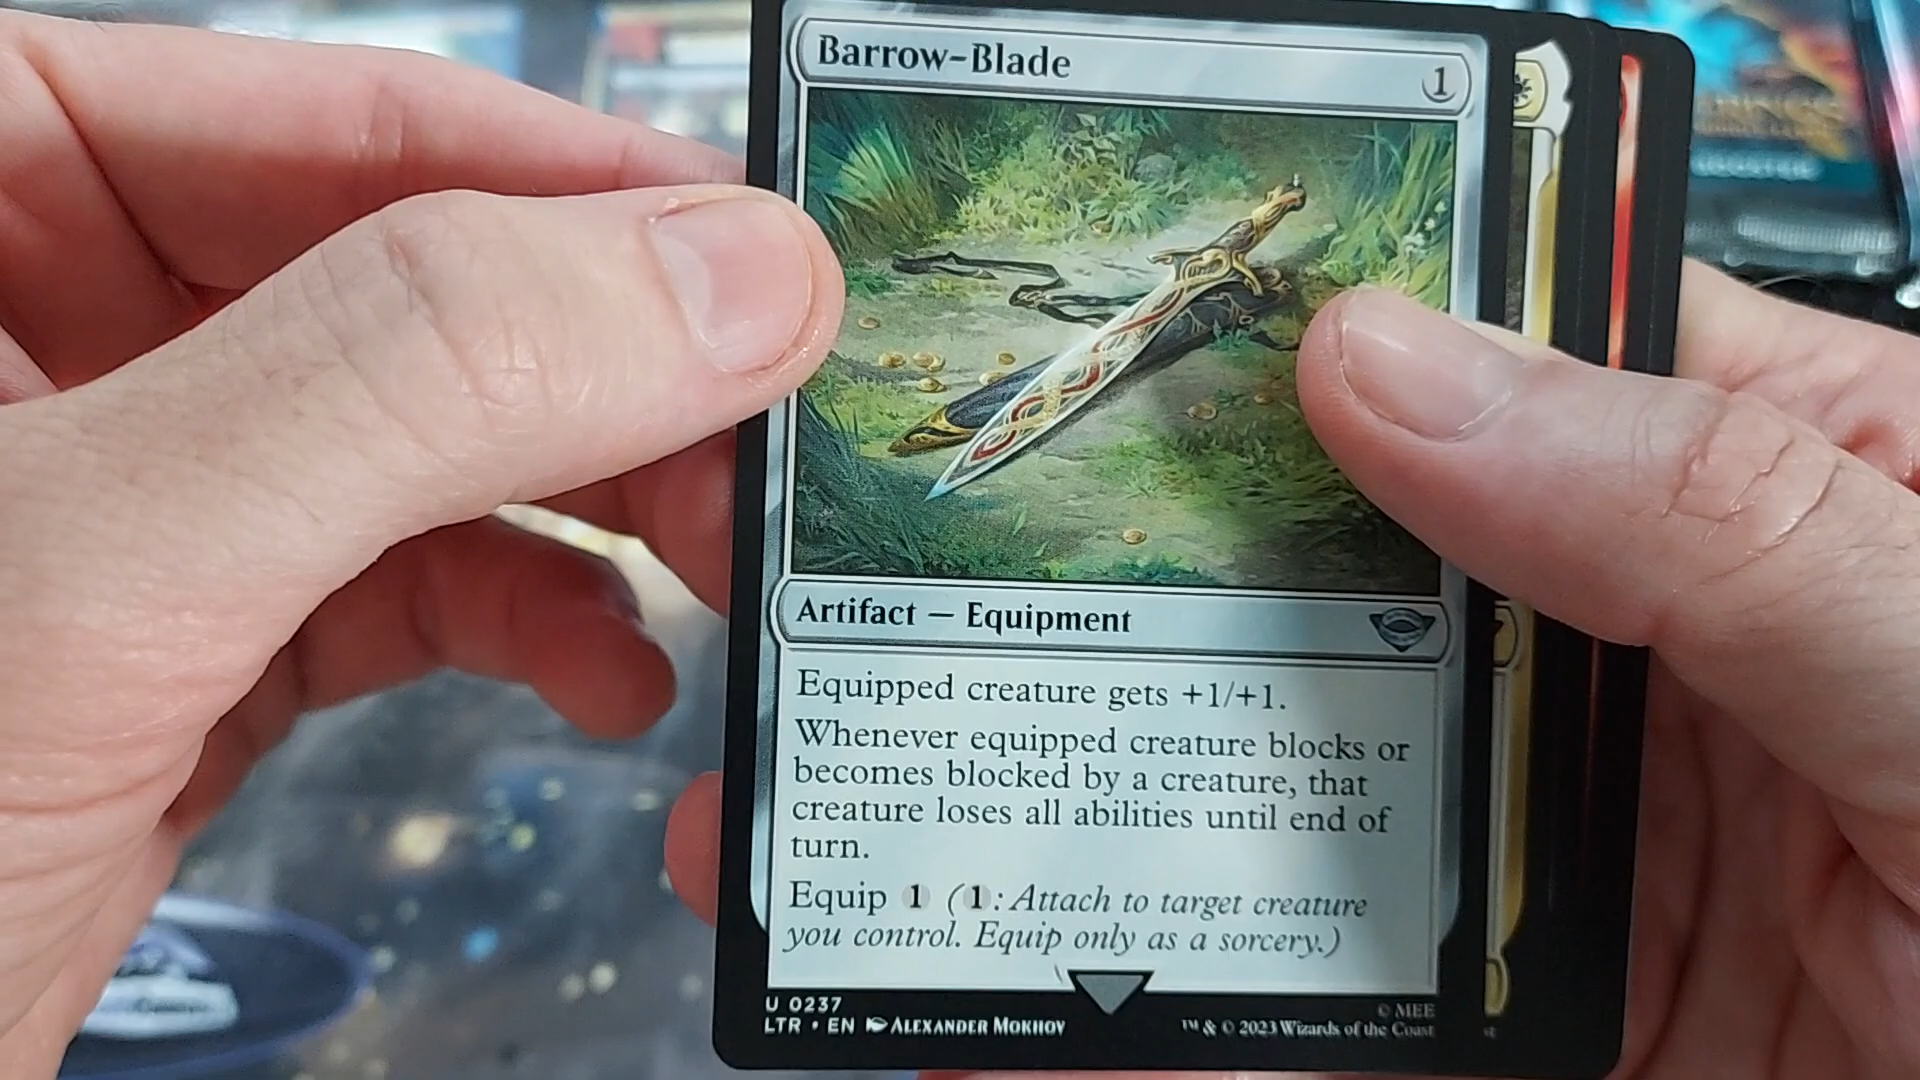 Barrow-Blade
1
Artifact — Equipment
Equipped creature gets +1/+1.
Whenever equipped creature blocks or
becomes blocked by a creature, that
creature loses all abilities until end of
turn.
Equip 1 (1: Attach to target creature
you control. Equip only as a sorcery.)
U 0237
LTR • EN ALEXANDER MOKHOV
© MEE
™ & © 2023 Wizards of the Coast